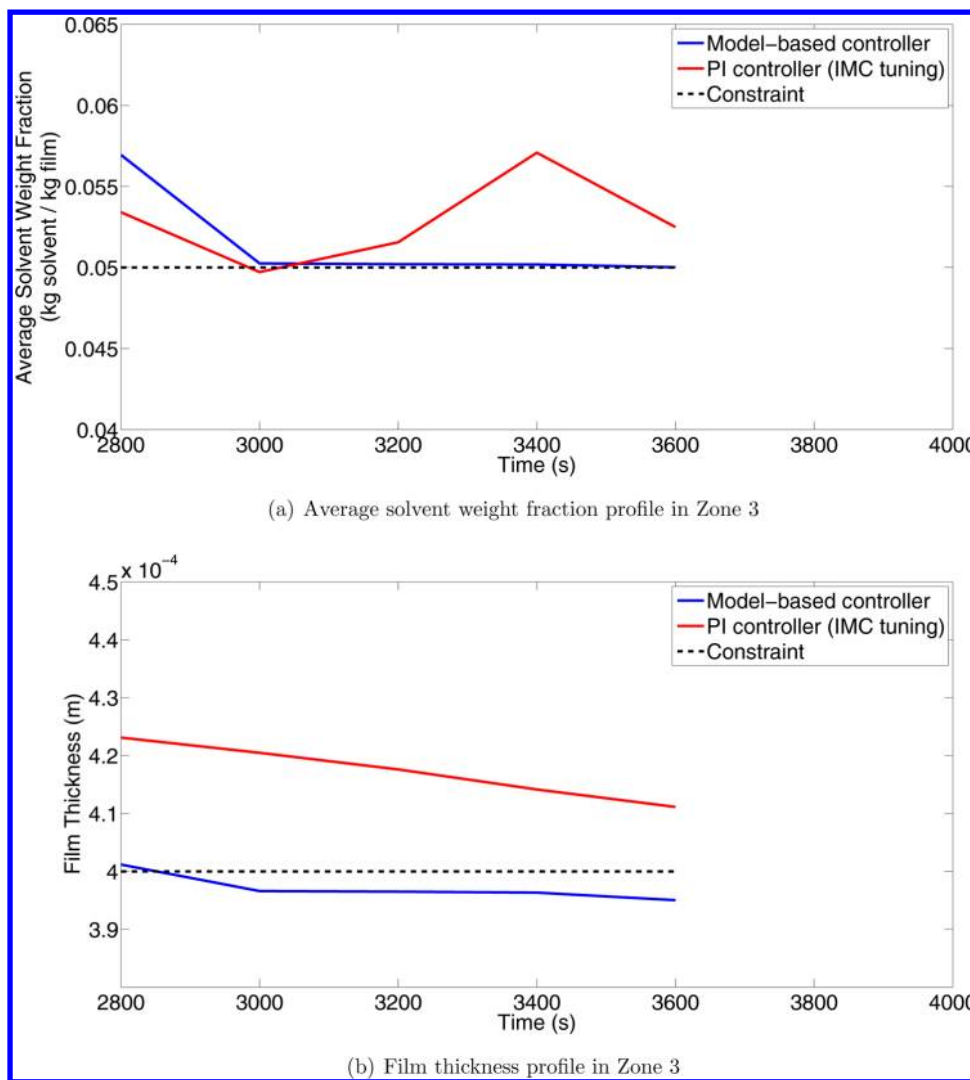 0.065
0.06
0.055
0.05
0.045
0.04
Average Solvent Weight Fraction
(kg solvent / kg film)
Model-based controller
PI controller (IMC tuning)
Constraint
2800 3000 3200 3400 3600 3800 4000
Time (s)
(a) Average solvent weight fraction profile in Zone 3
4.5 x 10−4
4.4
4.3
4.2
4.1
4
3.9
Film Thickness (m)
Model-based controller
PI controller (IMC tuning)
Constraint
2800 3000 3200 3400 3600 3800 4000
Time (s)
(b) Film thickness profile in Zone 3